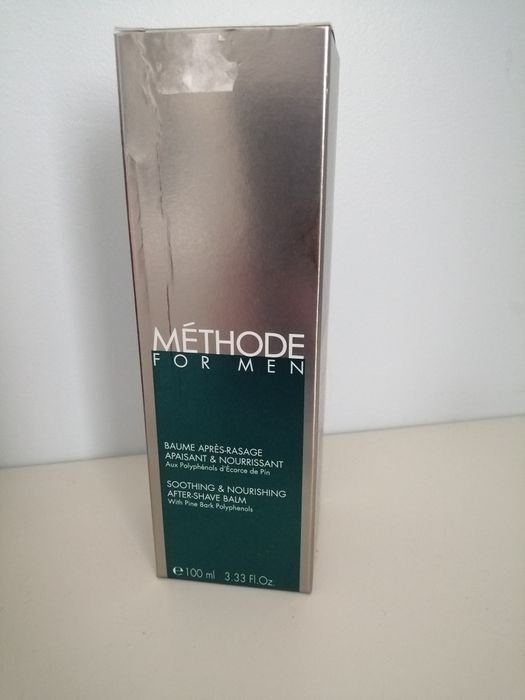 MÉTHODE
FOR MEN
BAUME APRÈS-RASAGE
APAISANT & NOURRISSANT
Aux Polyphénols d'Écorce de Pin
SOOTHING & NOURISHING
AFTER-SHAVE BALM
With Pine Bark Polyphenols
℮100 ml 3.33 Fl.Oz.